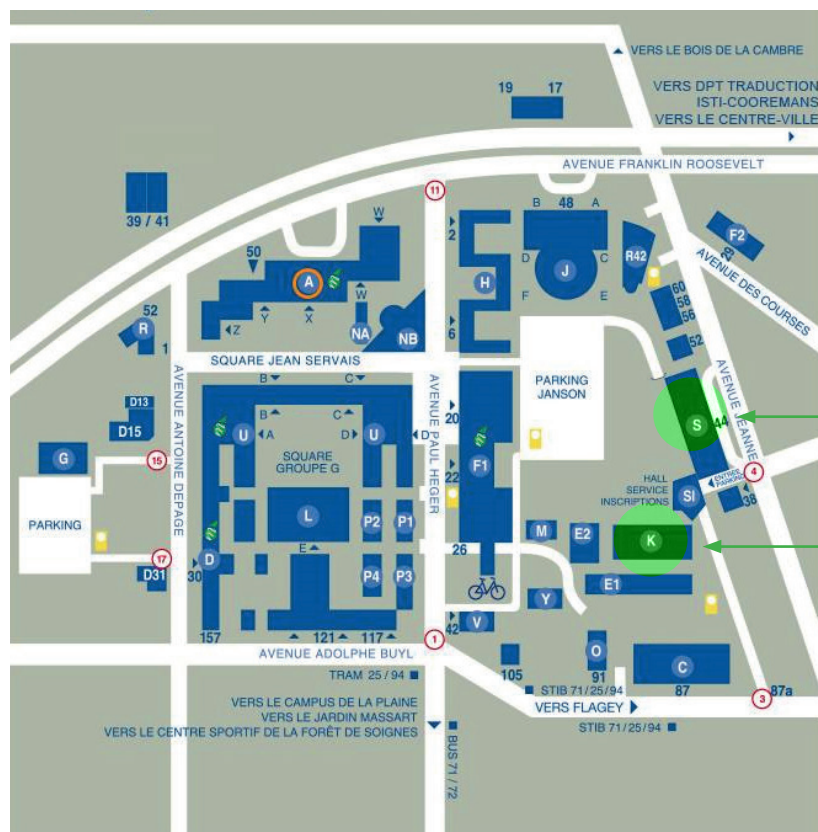 VERS LE BOIS DE LA CAMBRE
VERS DPT TRADUCTION
ISTI-COOREMANS
VERS LE CENTRE-VILLE
19 17
AVENUE FRANKLIN ROOSEVELT
39 / 41
11
B 48 A
W
2
50
F2
29
R42
D J C
A
H
F E
AVENUE DES COURSES
W
60
58
56
52
R
1
Z Y X
NA NB
6
52
SQUARE JEAN SERVAIS
PARKING
JANSON
AVENUE ANTOINE DEPAGE
AVENUE PAUL HEGER
AVENUE JEANNE
B C
D13
D15
B C
20
U A D U D
S 44
SQUARE
GROUPE G
G
15
F1
22
4
ENTRÉE
PARKING
HALL
SERVICE
INSCRIPTIONS
SI
38
PARKING
L P2 P1
M E2 K
E
26
17
D
30
D31
P4 P3
E1
Y
V
42
157 121 117
1
O C
AVENUE ADOLPHE BUYL
105 91 87 87a
TRAM 25 / 94
STIB 71/25/94
3
VERS LE CAMPUS DE LA PLAINE
VERS LE JARDIN MASSART
VERS LE CENTRE SPORTIF DE LA FORÊT DE SOIGNES
VERS FLAGEY
STIB 71/25/94
BUS 71 / 72